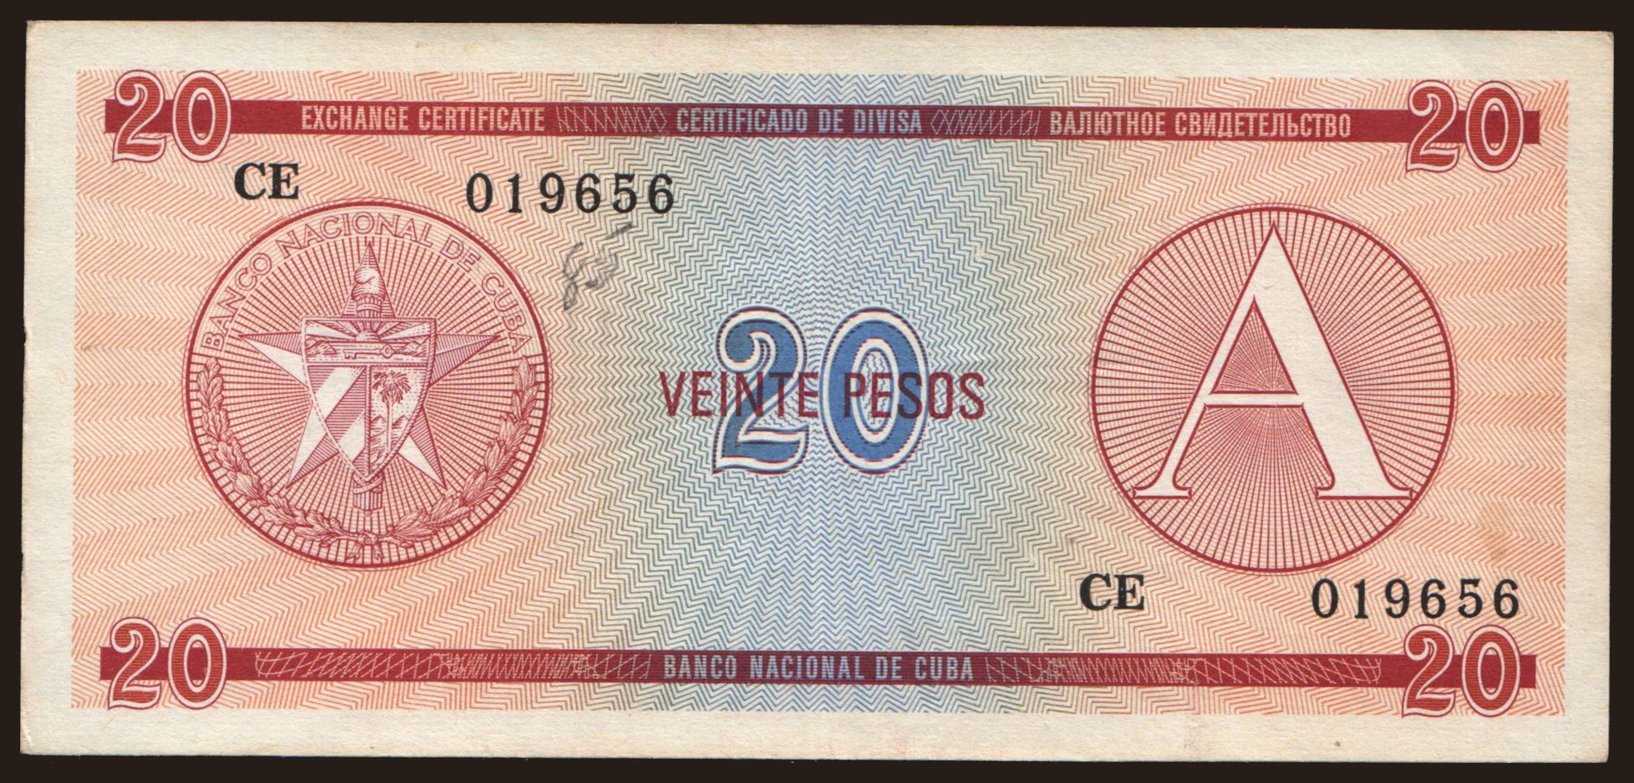 20 20
EXCHANGE CERTIFICATE CERTIFICADO DE DIVISA ВАЛЮТНОЕ СВИДЕТЕЛЬСТВО
CE 019656
BANCO NACIONAL DE CUBA
A
20
VEINTE PESOS
CE 019656
20 20
BANCO NACIONAL DE CUBA